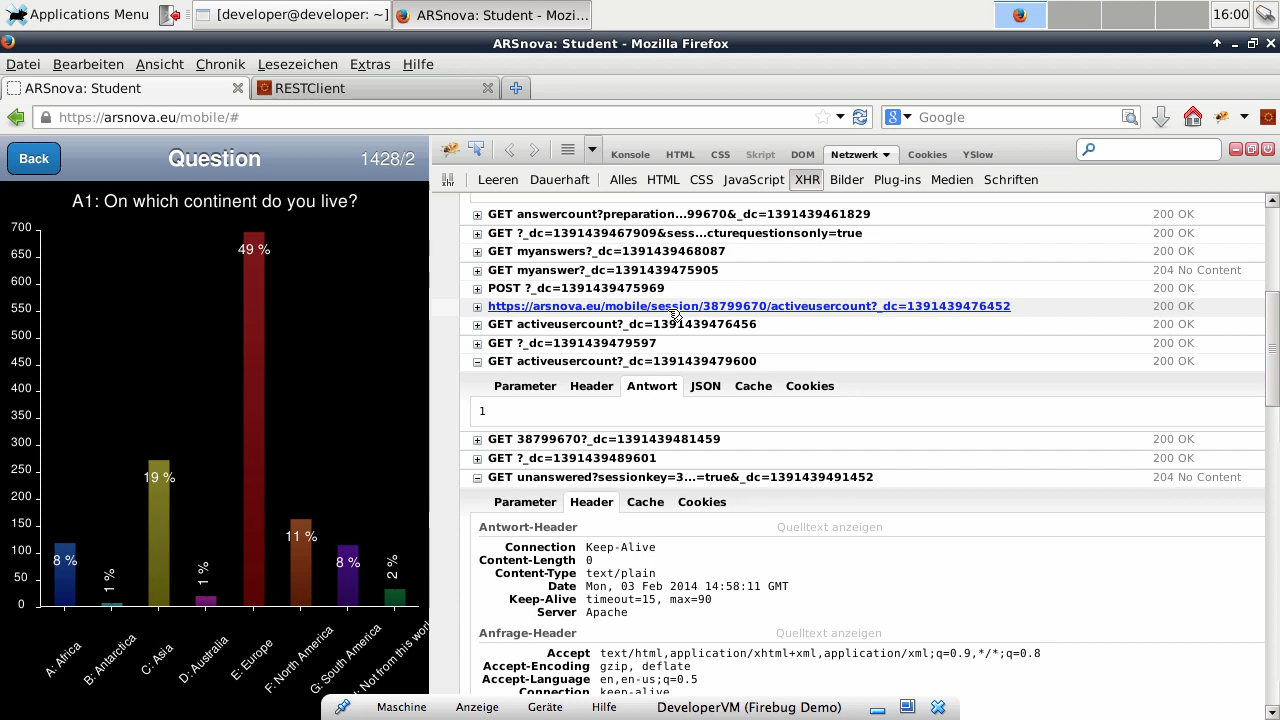 Applications Menu
[developer@developer: ~]
ARSnova: Student - Mozi...
16:00
ARSnova: Student - Mozilla Firefox
Datei Bearbeiten Ansicht Chronik Lesezeichen Extras Hilfe
ARSnova: Student
RESTClient
https://arsnova.eu/mobile/#
Google
Back
Question
1428/2
A1: On which continent do you live?
700
650
600
550
500
450
400
350
300
250
200
150
100
50
0
8 %
1 %
19 %
1 %
49 %
11 %
8 %
2 %
A: Africa
B: Antarctica
C: Asia
D: Australia
E: Europe
F: North America
G: South America
Not from this worl
Konsole HTML CSS Skript DOM Netzwerk Cookies YSlow
Leeren Dauerhaft Alles HTML CSS JavaScript XHR Bilder Plug-ins Medien Schriften
GET answercount?preparation...99670&_dc=1391439461829 200 OK
GET ?_dc=1391439467909&sess...cturequestionsonly=true 200 OK
GET myanswers?_dc=1391439468087 200 OK
GET myanswer?_dc=1391439475905 204 No Content
POST ?_dc=1391439475969 200 OK
https://arsnova.eu/mobile/session/38799670/activeusercount?_dc=1391439476452 200 OK
GET activeusercount?_dc=1391439476456 200 OK
GET ?_dc=1391439479597 200 OK
GET activeusercount?_dc=1391439479600 200 OK
Parameter Header Antwort JSON Cache Cookies
1
GET 38799670?_dc=1391439481459 200 OK
GET ?_dc=1391439489601 200 OK
GET unanswered?sessionkey=3...=true&_dc=1391439491452 204 No Content
Parameter Header Cache Cookies
Antwort-Header Quelltext anzeigen
Connection Keep-Alive
Content-Length 0
Content-Type text/plain
Date Mon, 03 Feb 2014 14:58:11 GMT
Keep-Alive timeout=15, max=90
Server Apache
Anfrage-Header Quelltext anzeigen
Accept text/html,application/xhtml+xml,application/xml;q=0.9,*/*;q=0.8
Accept-Encoding gzip, deflate
Accept-Language en,en-us;q=0.5
Connection keep-alive
Maschine Anzeige Geräte Hilfe DeveloperVM (Firebug Demo)